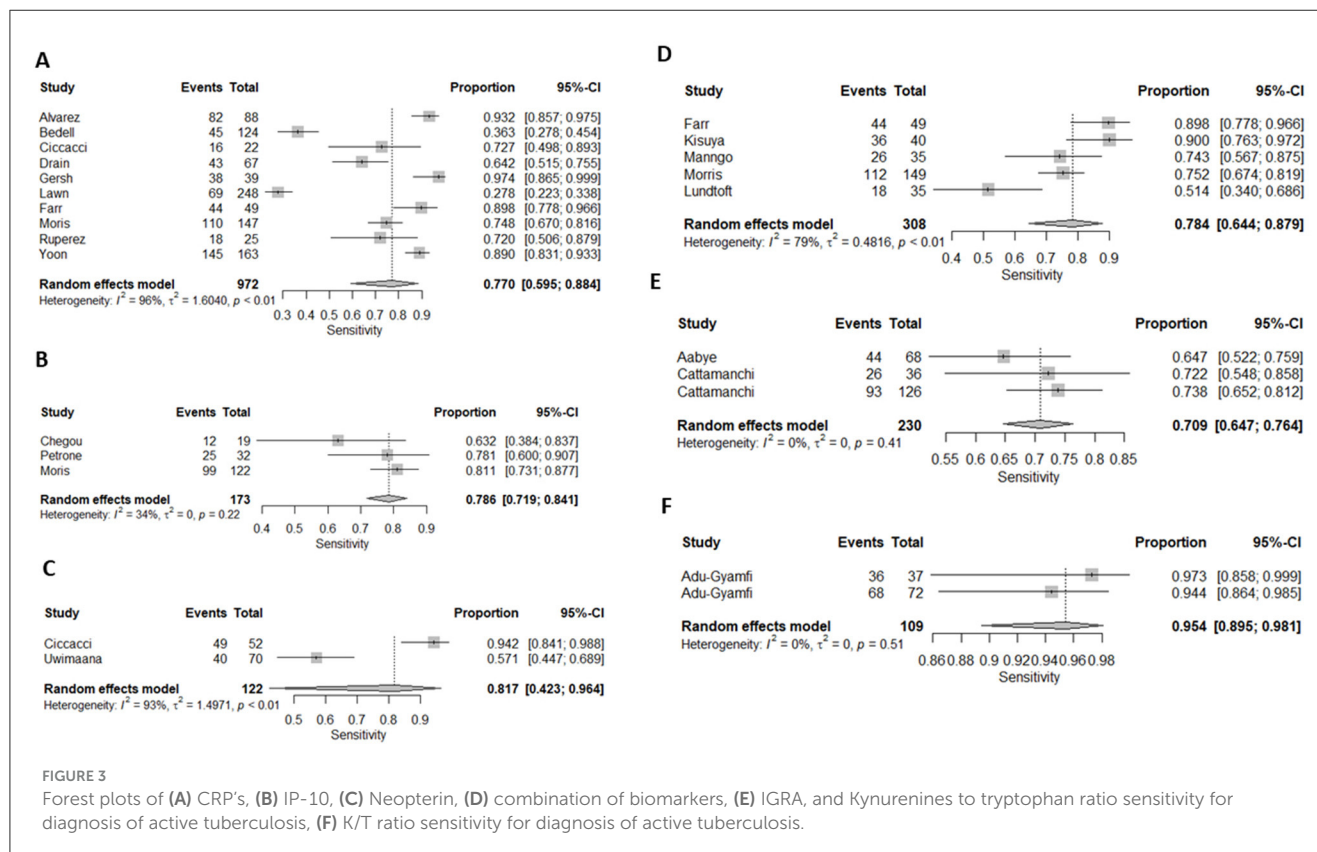 A
Study Events Total Proportion 95%-CI
Alvarez 82 88 0.932 [0.857; 0.975]
Bedell 45 124 0.363 [0.278; 0.454]
Ciccacci 16 22 0.727 [0.498; 0.893]
Drain 43 67 0.642 [0.515; 0.755]
Gersh 38 39 0.974 [0.865; 0.999]
Lawn 69 248 0.278 [0.223; 0.338]
Farr 44 49 0.898 [0.778; 0.966]
Moris 110 147 0.748 [0.670; 0.816]
Ruperez 18 25 0.720 [0.506; 0.879]
Yoon 145 163 0.890 [0.831; 0.933]
Random effects model 972 0.770 [0.595; 0.884]
Heterogeneity: I² = 96%, τ² = 1.6040, p < 0.01
0.3 0.4 0.5 0.6 0.7 0.8 0.9
Sensitivity
B
Study Events Total Proportion 95%-CI
Chegou 12 19 0.632 [0.384; 0.837]
Petrone 25 32 0.781 [0.600; 0.907]
Moris 99 122 0.811 [0.731; 0.877]
Random effects model 173 0.786 [0.719; 0.841]
Heterogeneity: I² = 34%, τ² = 0, p = 0.22
0.4 0.5 0.6 0.7 0.8 0.9
Sensitivity
C
Study Events Total Proportion 95%-CI
Ciccacci 49 52 0.942 [0.841; 0.988]
Uwimaana 40 70 0.571 [0.447; 0.689]
Random effects model 122 0.817 [0.423; 0.964]
Heterogeneity: I² = 93%, τ² = 1.4971, p < 0.01
0.5 0.6 0.7 0.8 0.9
Sensitivity
D
Study Events Total Proportion 95%-CI
Farr 44 49 0.898 [0.778; 0.966]
Kisuya 36 40 0.900 [0.763; 0.972]
Manngo 26 35 0.743 [0.567; 0.875]
Morris 112 149 0.752 [0.674; 0.819]
Lundtoft 18 35 0.514 [0.340; 0.686]
Random effects model 308 0.784 [0.644; 0.879]
Heterogeneity: I² = 79%, τ² = 0.4816, p < 0.01
0.4 0.5 0.6 0.7 0.8 0.9
Sensitivity
E
Study Events Total Proportion 95%-CI
Aabye 44 68 0.647 [0.522; 0.759]
Cattamanchi 26 36 0.722 [0.548; 0.858]
Cattamanchi 93 126 0.738 [0.652; 0.812]
Random effects model 230 0.709 [0.647; 0.764]
Heterogeneity: I² = 0%, τ² = 0, p = 0.41
0.55 0.6 0.65 0.7 0.75 0.8 0.85
Sensitivity
F
Study Events Total Proportion 95%-CI
Adu-Gyamfi 36 37 0.973 [0.858; 0.999]
Adu-Gyamfi 68 72 0.944 [0.864; 0.985]
Random effects model 109 0.954 [0.895; 0.981]
Heterogeneity: I² = 0%, τ² = 0, p = 0.51
0.86 0.88 0.9 0.92 0.94 0.96 0.98
Sensitivity
FIGURE 3
Forest plots of (A) CRP's, (B) IP-10, (C) Neopterin, (D) combination of biomarkers, (E) IGRA, and Kynurenines to tryptophan ratio sensitivity for
diagnosis of active tuberculosis, (F) K/T ratio sensitivity for diagnosis of active tuberculosis.